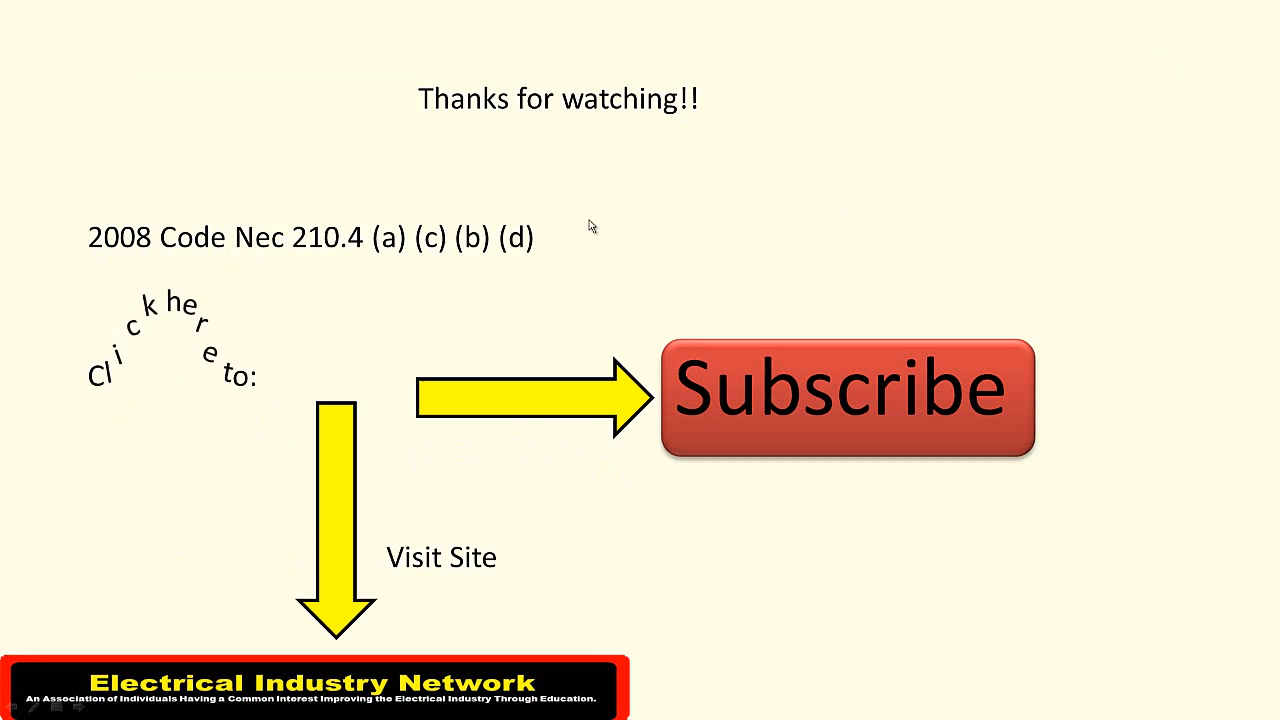 Thanks for watching!!
2008 Code Nec 210.4 (a) (c) (b) (d)
Click here to:
Subscribe
Visit Site
Electrical Industry Network
An Association of Individuals Having a Common Interest Improving the Electrical Industry Through Education.